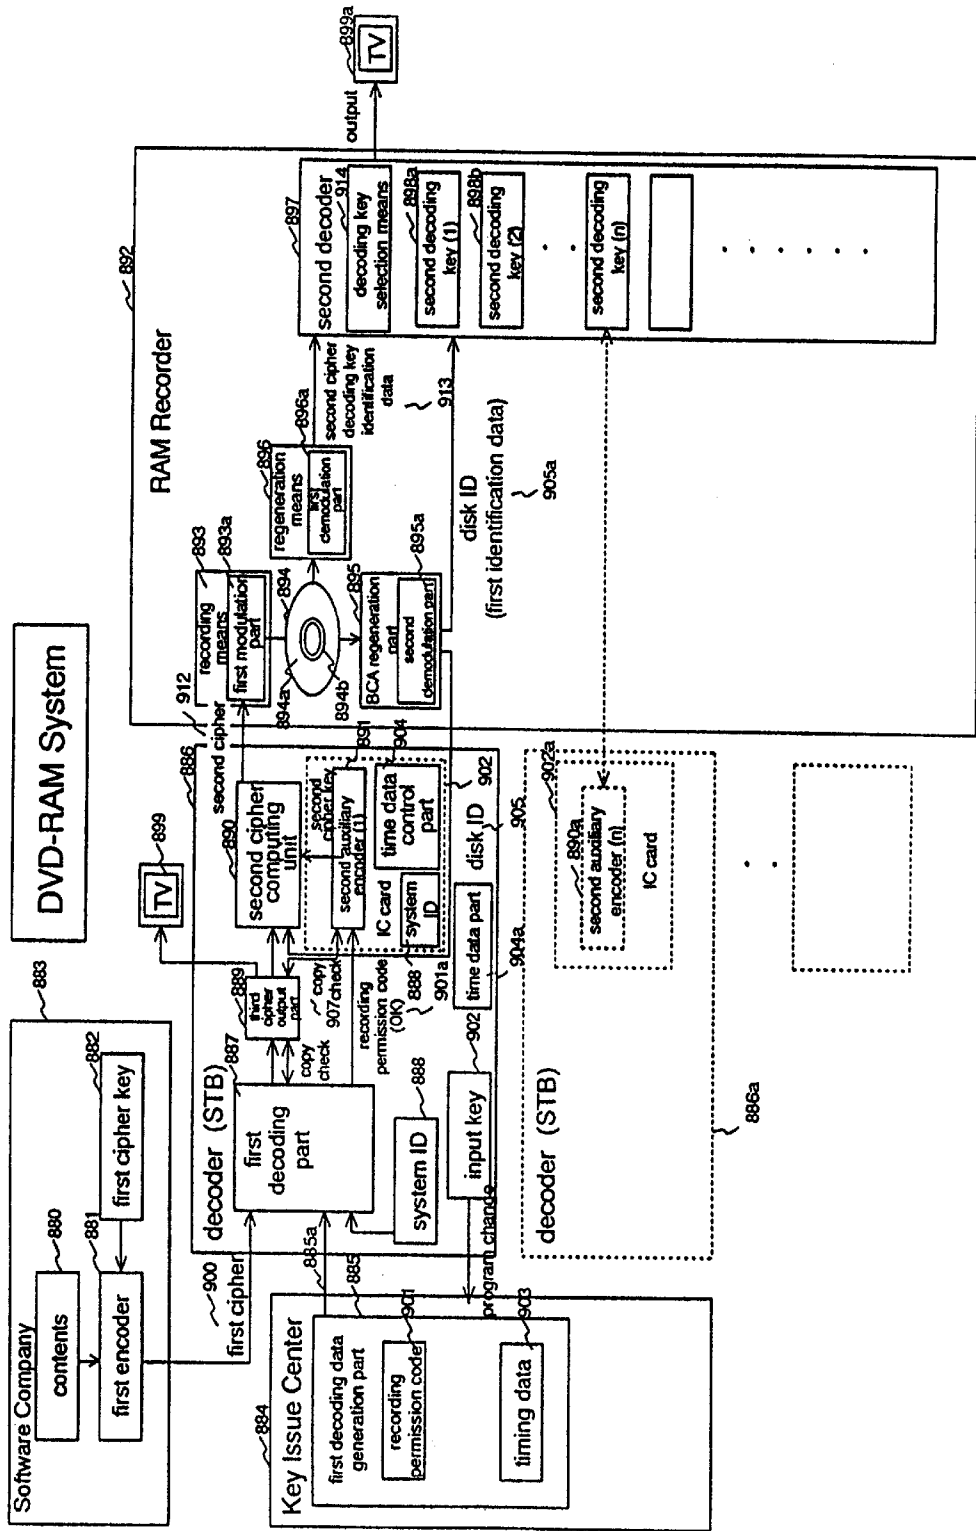 DVD-RAM System
Software Company
883
contents
880
first encoder
881
first cipher key
882
900
first cipher
Key Issue Center
884
first decoding data
generation part
885
885a
recording
permission code
901
timing data
903
program change
decoder (STB)
886
first
decoding
part
887
system ID
888
input key
902
third
cipher
output
part
889
copy
check
copy
check
907
recording
permission code
(OK)
901a
TV
899
second cipher
computing
unit
890
second cipher
912
second cipher key
second auxiliary
encoder (1)
891
IC card
system
ID
888
time data
control
part
904
902
time data part
904a
disk ID
905
decoder (STB)
886a
second auxiliary
encoder (n)
890a
IC card
902a
RAM Recorder
892
recording
means
893
first modulation
part
893a
894
894a
894b
BCA regeneration
part
895
second
demodulation part
895a
regeneration
means
896
first
demodulation
part
896a
second cipher
decoding key
identification
data
913
disk ID
(first identification data)
905a
second decoder
897
decoding key
selection means
914
second decoding
key (1)
898a
second decoding
key (2)
898b
second decoding
key (n)
output
TV
899a